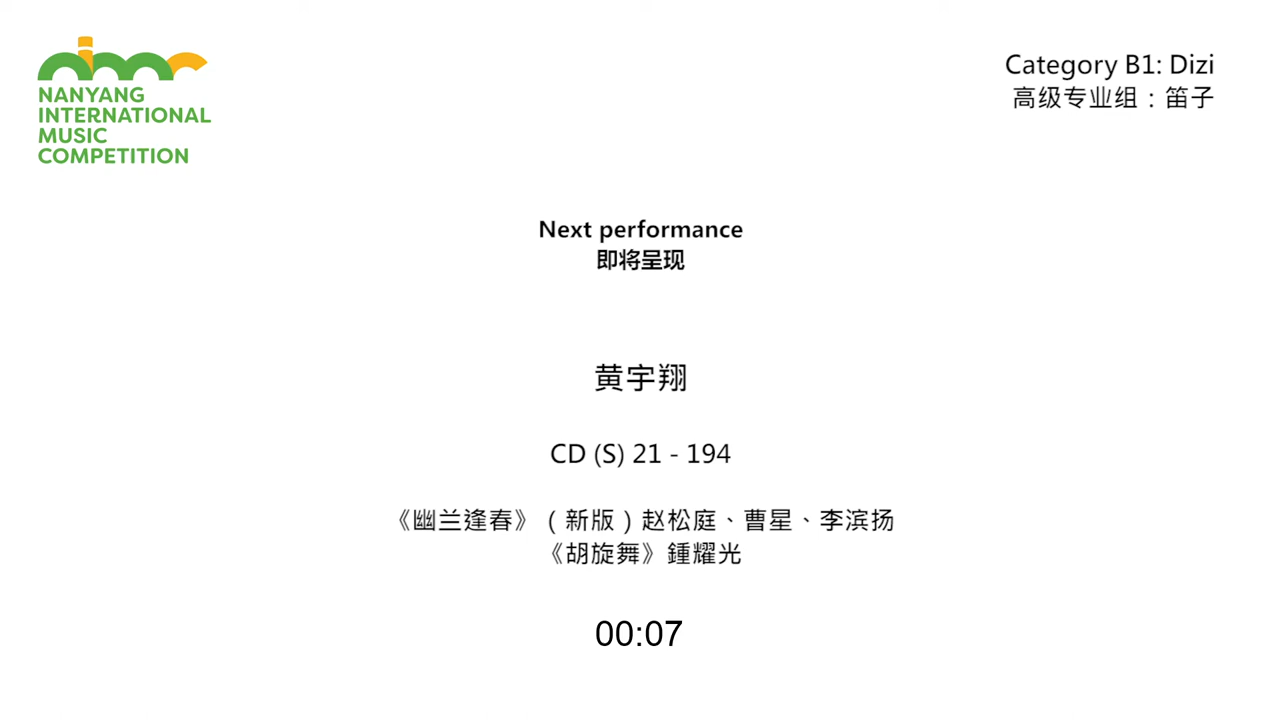 nimc
NANYANG
INTERNATIONAL
MUSIC
COMPETITION
Category B1: Dizi
高级专业组：笛子
Next performance
即将呈现
黄宇翔
CD (S) 21 - 194
《幽兰逢春》（新版）赵松庭、曹星、李滨扬
《胡旋舞》鍾耀光
00:07